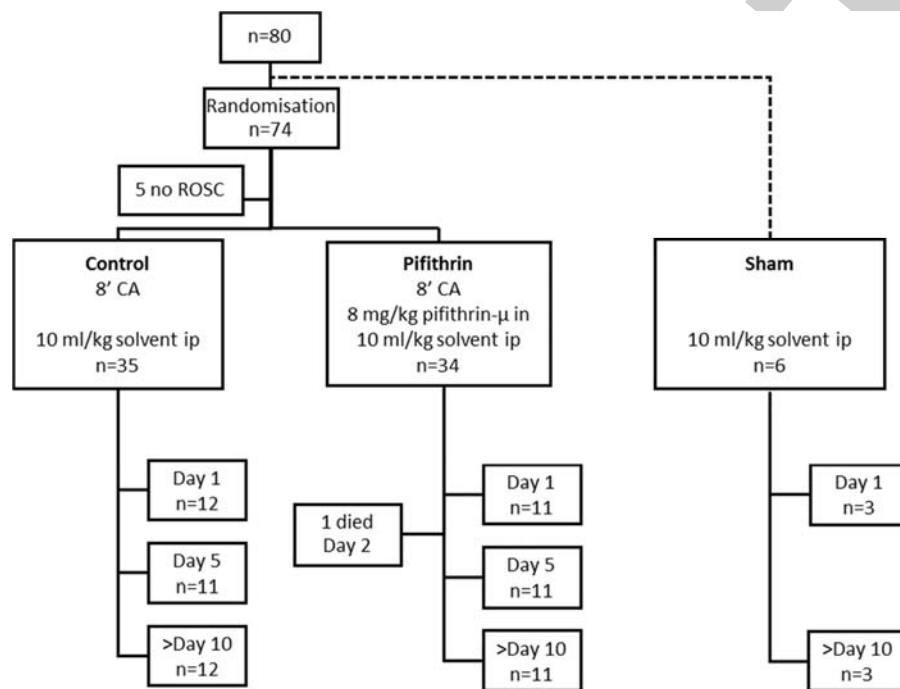 n=80
Randomisation
n=74
5 no ROSC
Control
8' CA
10 ml/kg solvent ip
n=35
Pifithrin
8' CA
8 mg/kg pifithrin-μ in
10 ml/kg solvent ip
n=34
Sham
10 ml/kg solvent ip
n=6
Day 1
n=12
Day 5
n=11
>Day 10
n=12
1 died
Day 2
Day 1
n=11
Day 5
n=11
>Day 10
n=11
Day 1
n=3
>Day 10
n=3